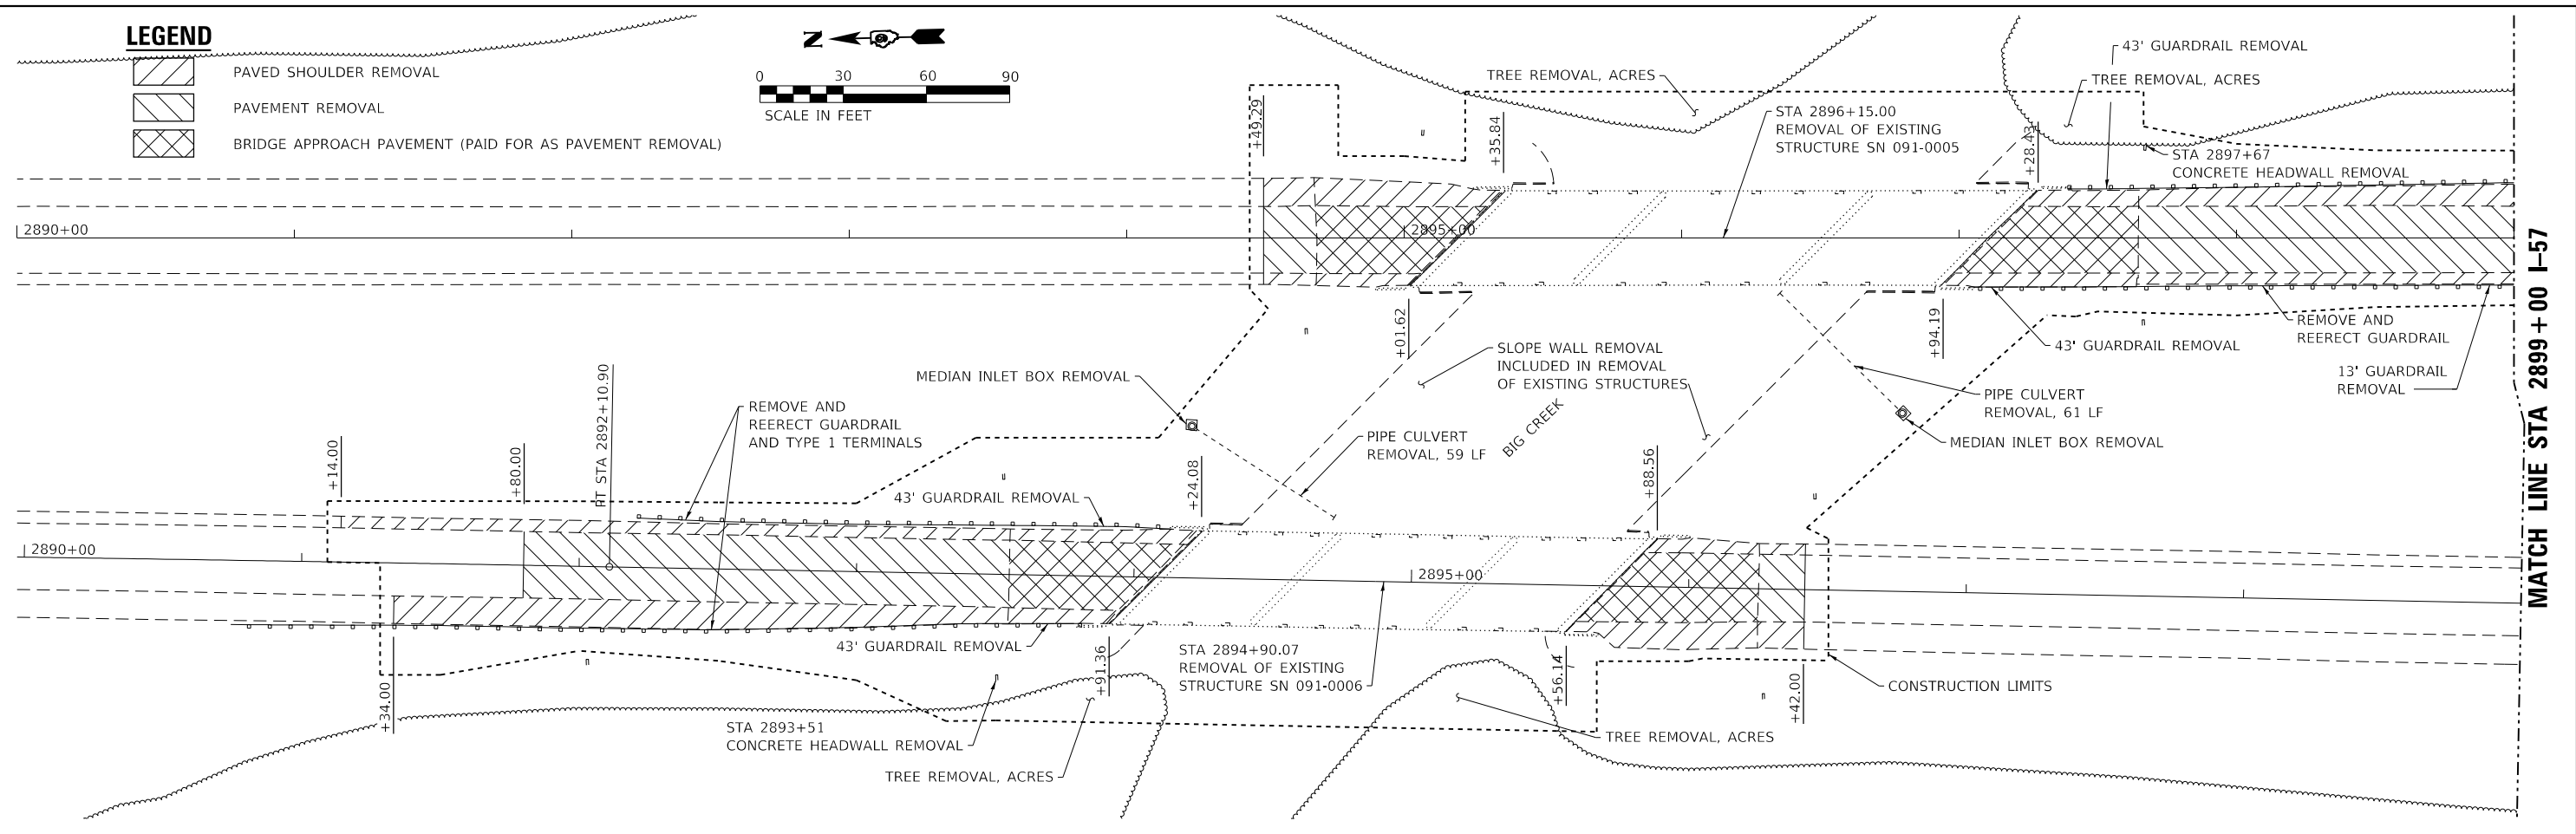 LEGEND
PAVED SHOULDER REMOVAL
PAVEMENT REMOVAL
BRIDGE APPROACH PAVEMENT (PAID FOR AS PAVEMENT REMOVAL)
N
0 30 60 90
SCALE IN FEET
43' GUARDRAIL REMOVAL
TREE REMOVAL, ACRES
TREE REMOVAL, ACRES
STA 2896+15.00
REMOVAL OF EXISTING
STRUCTURE SN 091-0005
STA 2897+67
CONCRETE HEADWALL REMOVAL
+49.29
+35.84
+28.43
2890+00
2895+00
+01.62
+94.19
REMOVE AND
REERECT GUARDRAIL
43' GUARDRAIL REMOVAL
13' GUARDRAIL
REMOVAL
SLOPE WALL REMOVAL
INCLUDED IN REMOVAL
OF EXISTING STRUCTURES
MEDIAN INLET BOX REMOVAL
PIPE CULVERT
REMOVAL, 61 LF
MEDIAN INLET BOX REMOVAL
REMOVE AND
REERECT GUARDRAIL
AND TYPE 1 TERMINALS
PIPE CULVERT
REMOVAL, 59 LF
BIG CREEK
PT STA 2892+10.90
+14.00
+80.00
43' GUARDRAIL REMOVAL
+24.08
+88.56
2890+00
2895+00
43' GUARDRAIL REMOVAL
+91.36
STA 2894+90.07
REMOVAL OF EXISTING
STRUCTURE SN 091-0006
+56.14
+42.00
+34.00
CONSTRUCTION LIMITS
STA 2893+51
CONCRETE HEADWALL REMOVAL
TREE REMOVAL, ACRES
TREE REMOVAL, ACRES
MATCH LINE STA 2899+00 I-57